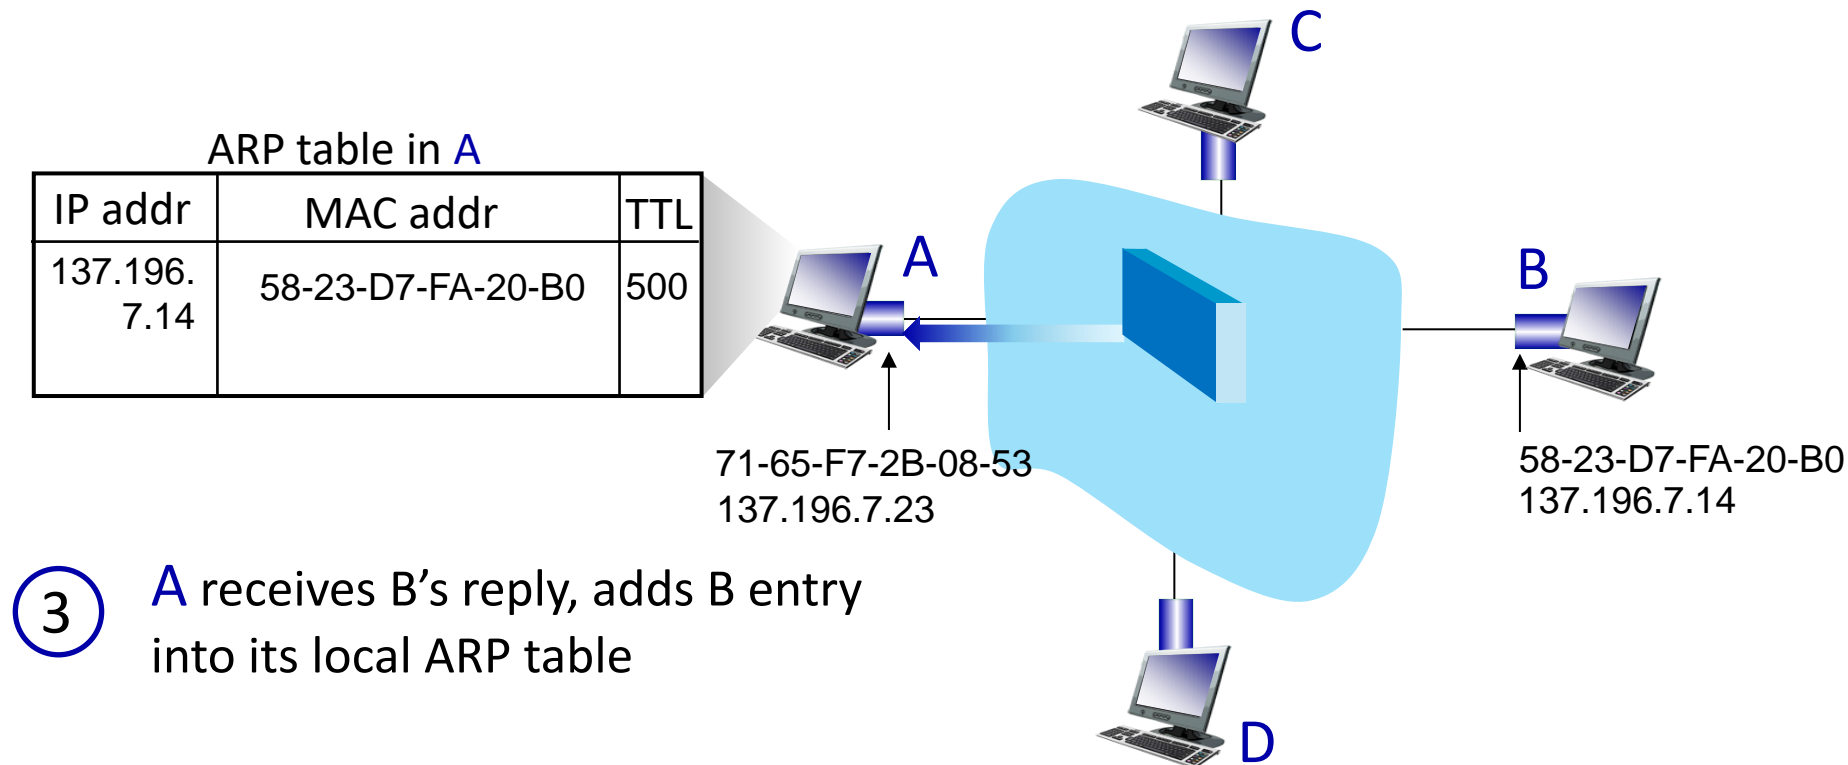 C
ARP table in A
IP addr MAC addr TTL
137.196.
7.14
58-23-D7-FA-20-B0 500
A
B
71-65-F7-2B-08-53
137.196.7.23
58-23-D7-FA-20-B0
137.196.7.14
3
A receives B’s reply, adds B entry
into its local ARP table
D